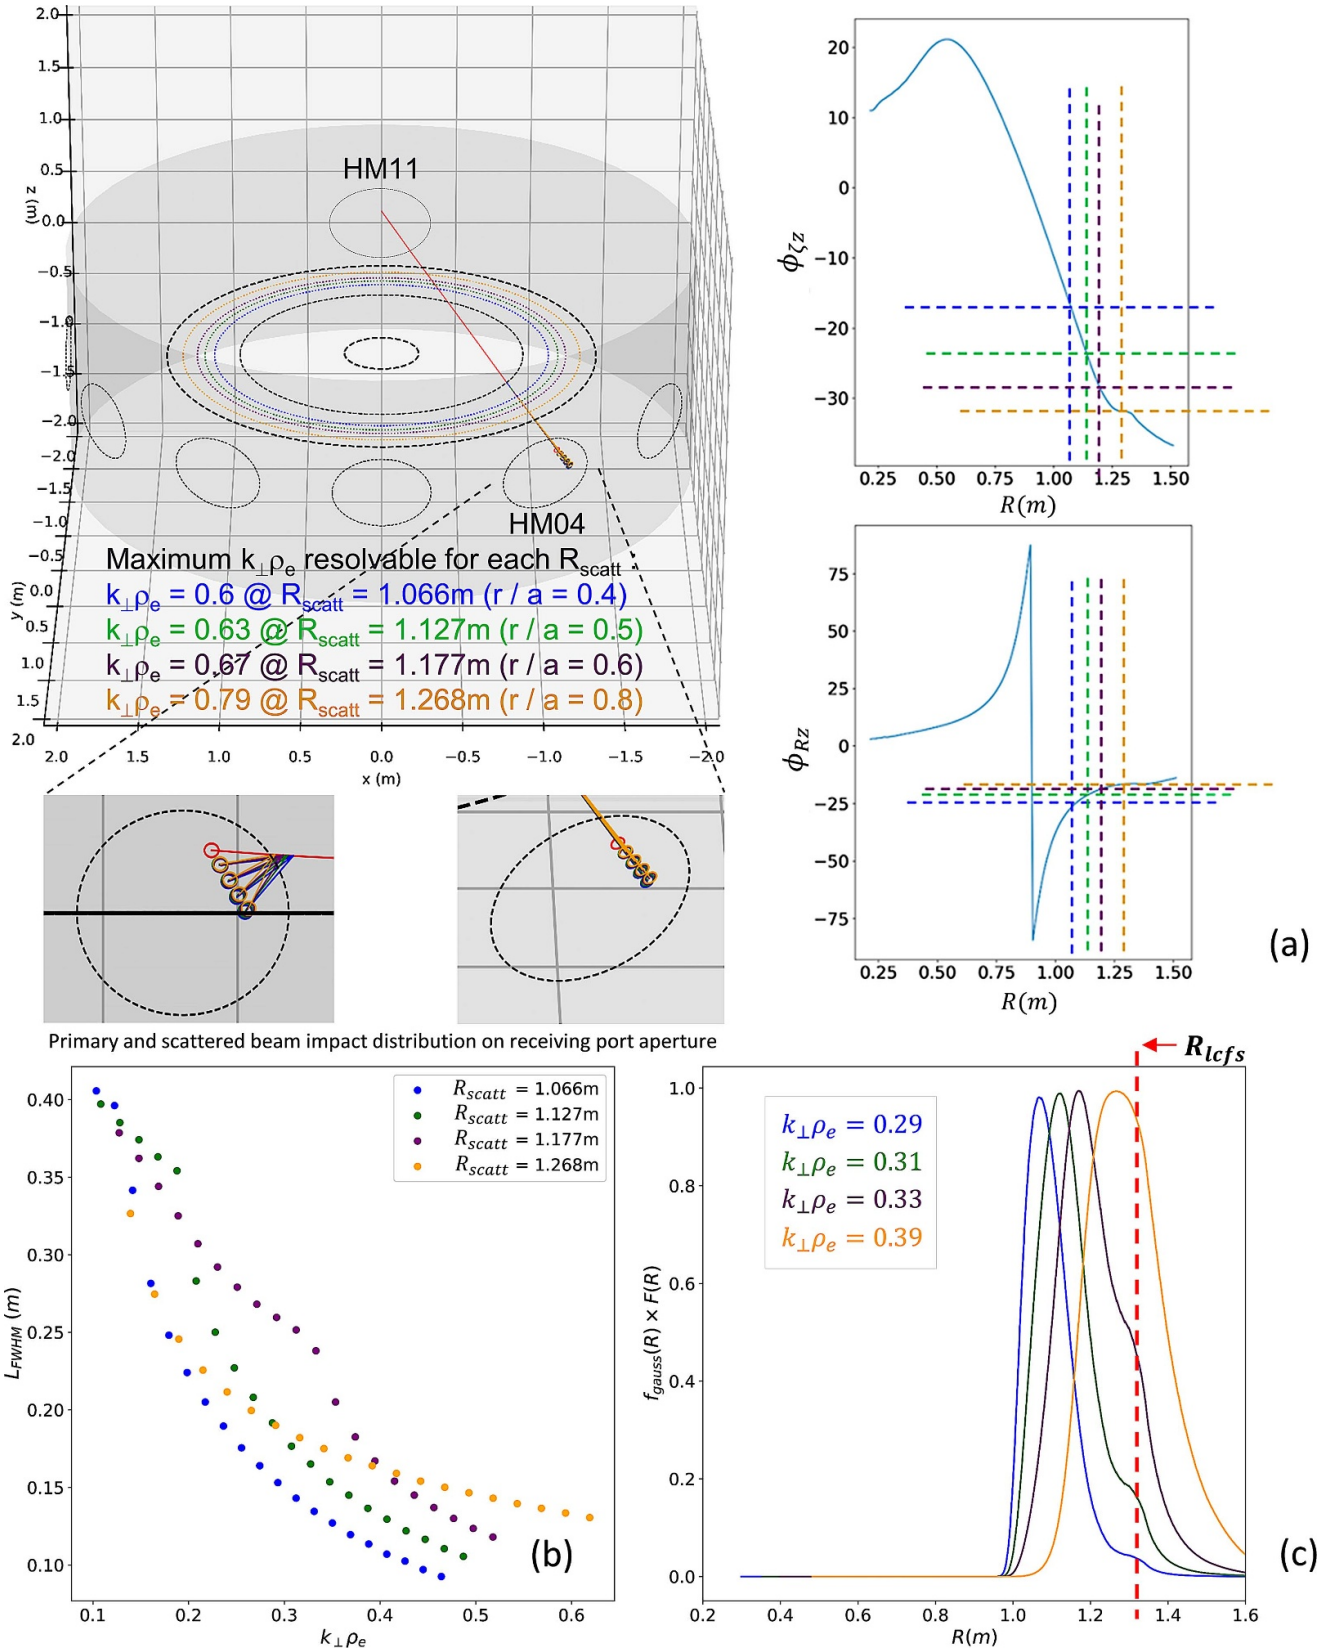 2.0
1.5
1.0
0.5
z (m)
0.0
−0.5
−1.0
−1.5
−2.0
−2.0
−1.5
−1.0
−0.5
0.0
y (m)
0.5
1.0
1.5
2.0
HM11
HM04
Maximum k⊥ρe resolvable for each Rscatt
k⊥ρe = 0.6 @ Rscatt = 1.066m (r / a = 0.4)
k⊥ρe = 0.63 @ Rscatt = 1.127m (r / a = 0.5)
k⊥ρe = 0.67 @ Rscatt = 1.177m (r / a = 0.6)
k⊥ρe = 0.79 @ Rscatt = 1.268m (r / a = 0.8)
2.0 1.5 1.0 0.5 0.0 −0.5 −1.0 −1.5 −2.0
x (m)
20
10
0
−10
−20
−30
ϕζz
0.25 0.50 0.75 1.00 1.25 1.50
R(m)
75
50
25
0
−25
−50
−75
ϕRz
0.25 0.50 0.75 1.00 1.25 1.50
R(m)
(a)
Primary and scattered beam impact distribution on receiving port aperture
Rscatt = 1.066m
Rscatt = 1.127m
Rscatt = 1.177m
Rscatt = 1.268m
0.40
0.35
0.30
0.25
0.20
0.15
0.10
LFWHM (m)
(b)
0.1 0.2 0.3 0.4 0.5 0.6
k⊥ρe
Rlcfs
k⊥ρe = 0.29
k⊥ρe = 0.31
k⊥ρe = 0.33
k⊥ρe = 0.39
1.0
0.8
0.6
0.4
0.2
0.0
fgauss(R) × F(R)
(c)
0.2 0.4 0.6 0.8 1.0 1.2 1.4 1.6
R(m)